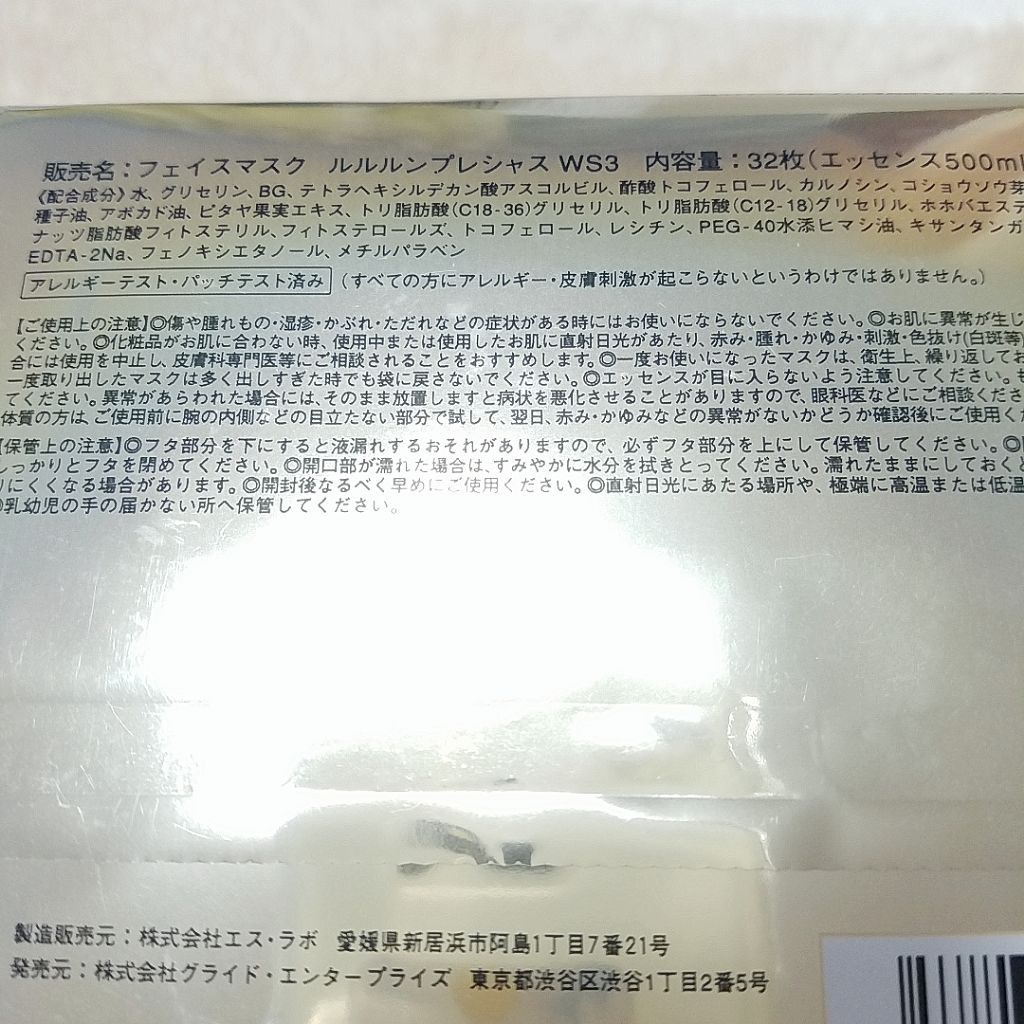 販売名：フェイスマスク ルルルンプレシャス WS3 内容量：32枚（エッセンス500ml
《配合成分》水、グリセリン、BG、テトラヘキシルデカン酸アスコルビル、酢酸トコフェロール、カルノシン、コショウソウ芽
種子油、アボカド油、ピタヤ果実エキス、トリ脂肪酸（C18-36）グリセリル、トリ脂肪酸（C12-18）グリセリル、ホホバエステ
ナッツ脂肪酸フィトステリル、フィトステロールズ、トコフェロール、レシチン、PEG-40水添ヒマシ油、キサンタンガ
EDTA-2Na、フェノキシエタノール、メチルパラベン
アレルギーテスト・パッチテスト済み（すべての方にアレルギー・皮膚刺激が起こらないというわけではありません。）
【ご使用上の注意】◎傷や腫れもの・湿疹・かぶれ・ただれなどの症状がある時にはお使いにならないでください。◎お肌に異常が生じ
ください。◎化粧品がお肌に合わない時、使用中または使用したお肌に直射日光があたり、赤み・腫れ・かゆみ・刺激・色抜け（白斑等）
合には使用を中止し、皮膚科専門医等にご相談されることをおすすめします。◎一度お使いになったマスクは、衛生上、繰り返してお
一度取り出したマスクは多く出しすぎた時でも袋に戻さないでください。◎エッセンスが目に入らないよう注意してください。
てください。異常があらわれた場合には、そのまま放置しますと病状を悪化させることがありますので、眼科医などにご相談くださ
体質の方は、ご使用前に腕の内側などの目立たない部分で試して、翌日、赤み・かゆみなどの異常がないかどうか確認後にご使用く
【保管上の注意】◎フタ部分を下にすると液漏れするおそれがありますので、必ずフタ部分を上にして保管してください。◎
しっかりとフタを閉めてください。◎開口部が濡れた場合は、すみやかに水分を拭きとってください。濡れたままにしておくと
りにくくなる場合があります。◎開封後なるべく早めにご使用ください。◎直射日光にあたる場所や、極端に高温または低温
◎乳幼児の手の届かない所へ保管してください。
製造販売元：株式会社エス・ラボ 愛媛県新居浜市阿島1丁目7番21号
発売元：株式会社グライド・エンタープライズ 東京都渋谷区渋谷1丁目2番5号